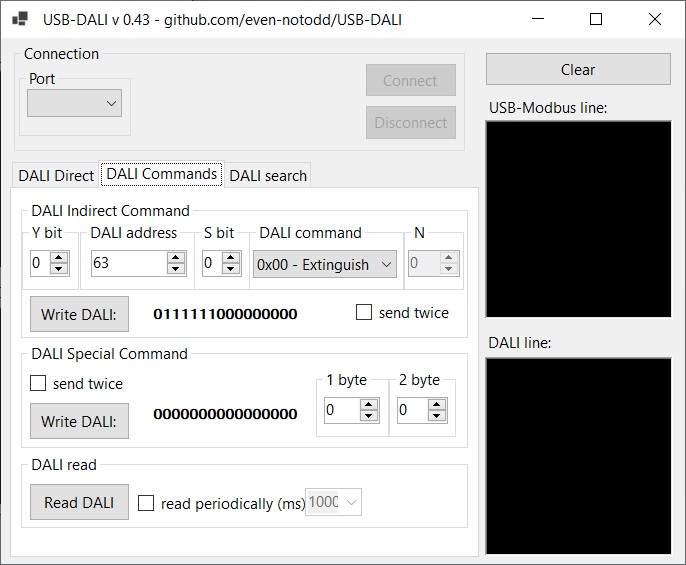 USB-DALI v 0.43 - github.com/even-notodd/USB-DALI
Connection
Port
Connect
Disconnect
Clear
USB-Modbus line:
DALI Direct DALI Commands DALI search
DALI Indirect Command
Y bit DALI address S bit DALI command N
0 63 0 0x00 - Extinguish 0
Write DALI: 0111111000000000 send twice
DALI line:
DALI Special Command
send twice 1 byte 2 byte
Write DALI: 0000000000000000 0 0
DALI read
Read DALI read periodically (ms) 1000